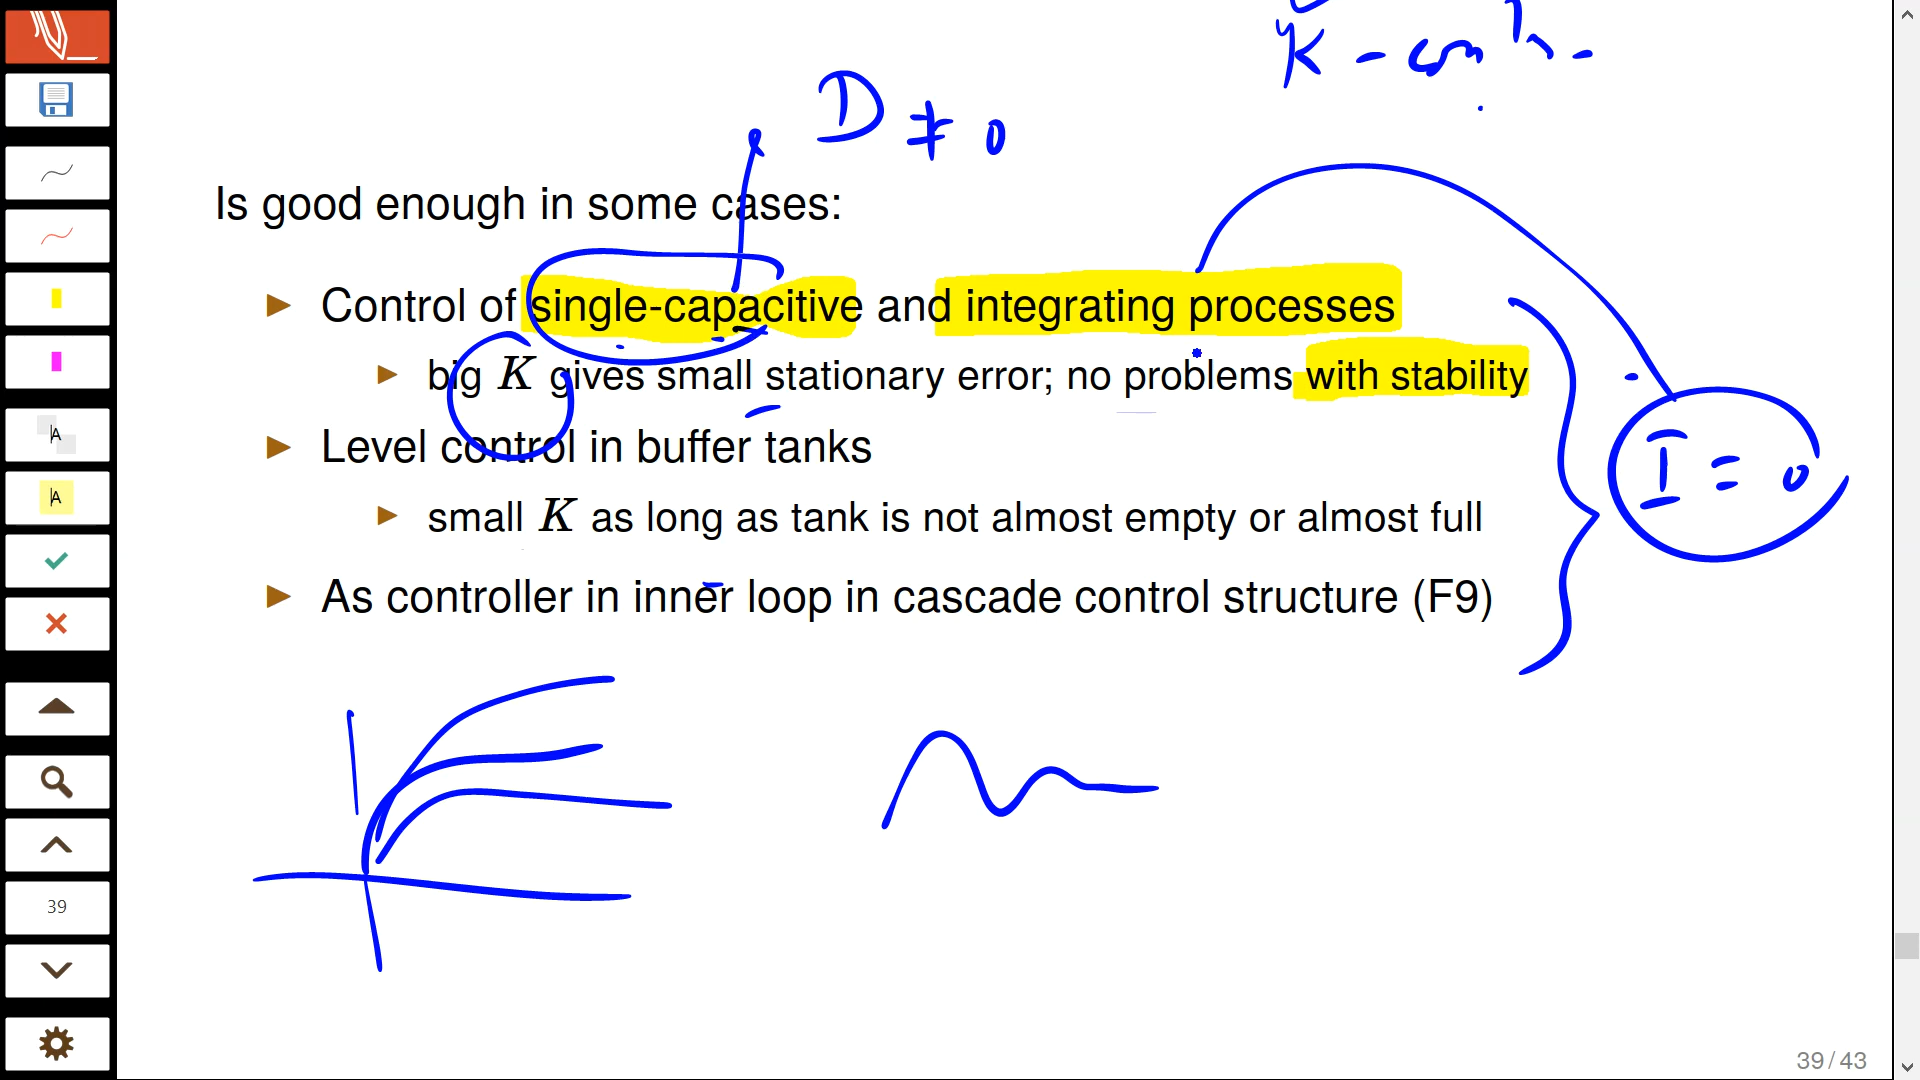 K -
D ≠ 0
Is good enough in some cases:
Control of single-capacitive and integrating processes
big K gives small stationary error; no problems with stability
I = 0
Level control in buffer tanks
small K as long as tank is not almost empty or almost full
As controller in inner loop in cascade control structure (F9)
A
A
39
39/43